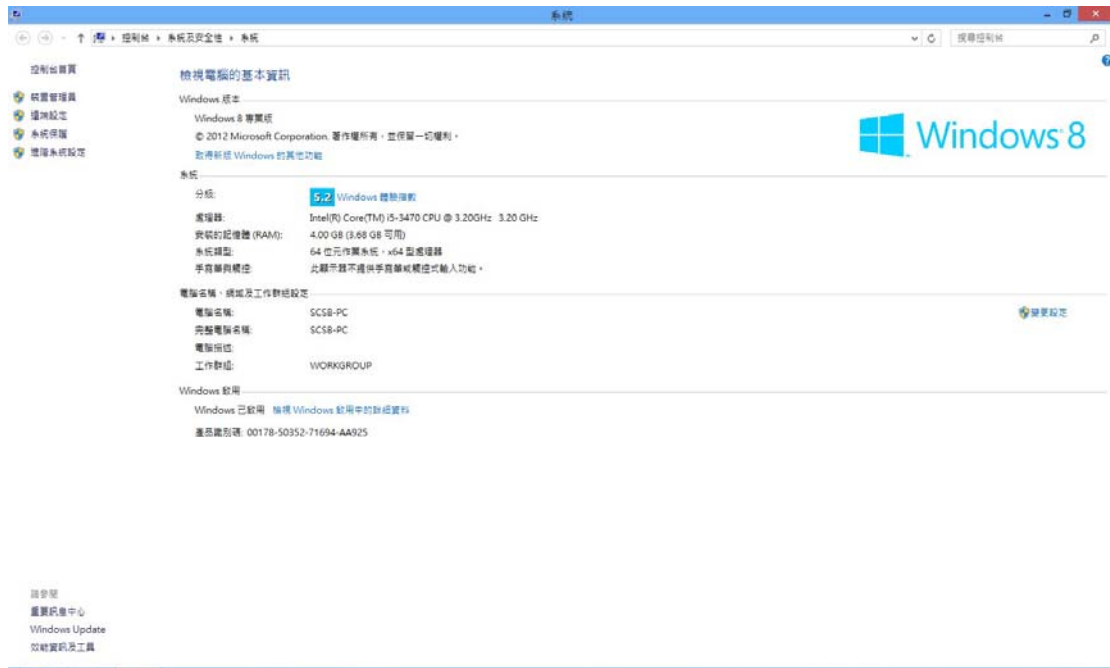 系統
控制台 ▸ 系統及安全性 ▸ 系統
搜尋控制台
控制台首頁
裝置管理員
遠端設定
系統保護
進階系統設定
檢視電腦的基本資訊
Windows 版本
Windows 8 專業版
© 2012 Microsoft Corporation. 著作權所有，並保留一切權利。
取得新版 Windows 的其他功能
Windows 8
系統
分級: 5.2 Windows 體驗指數
處理器: Intel(R) Core(TM) i5-3470 CPU @ 3.20GHz 3.20 GHz
安裝的記憶體 (RAM): 4.00 GB (3.68 GB 可用)
系統類型: 64 位元作業系統，x64 型處理器
手寫筆與觸控: 此顯示器不提供手寫筆或觸控式輸入功能。
電腦名稱、網域及工作群組設定
電腦名稱: SCSB-PC
變更設定
完整電腦名稱: SCSB-PC
電腦描述:
工作群組: WORKGROUP
Windows 啟用
Windows 已啟用 檢視 Windows 啟用中的詳細資料
產品識別碼: 00178-50352-71694-AA925
請參閱
重要訊息中心
Windows Update
效能資訊及工具